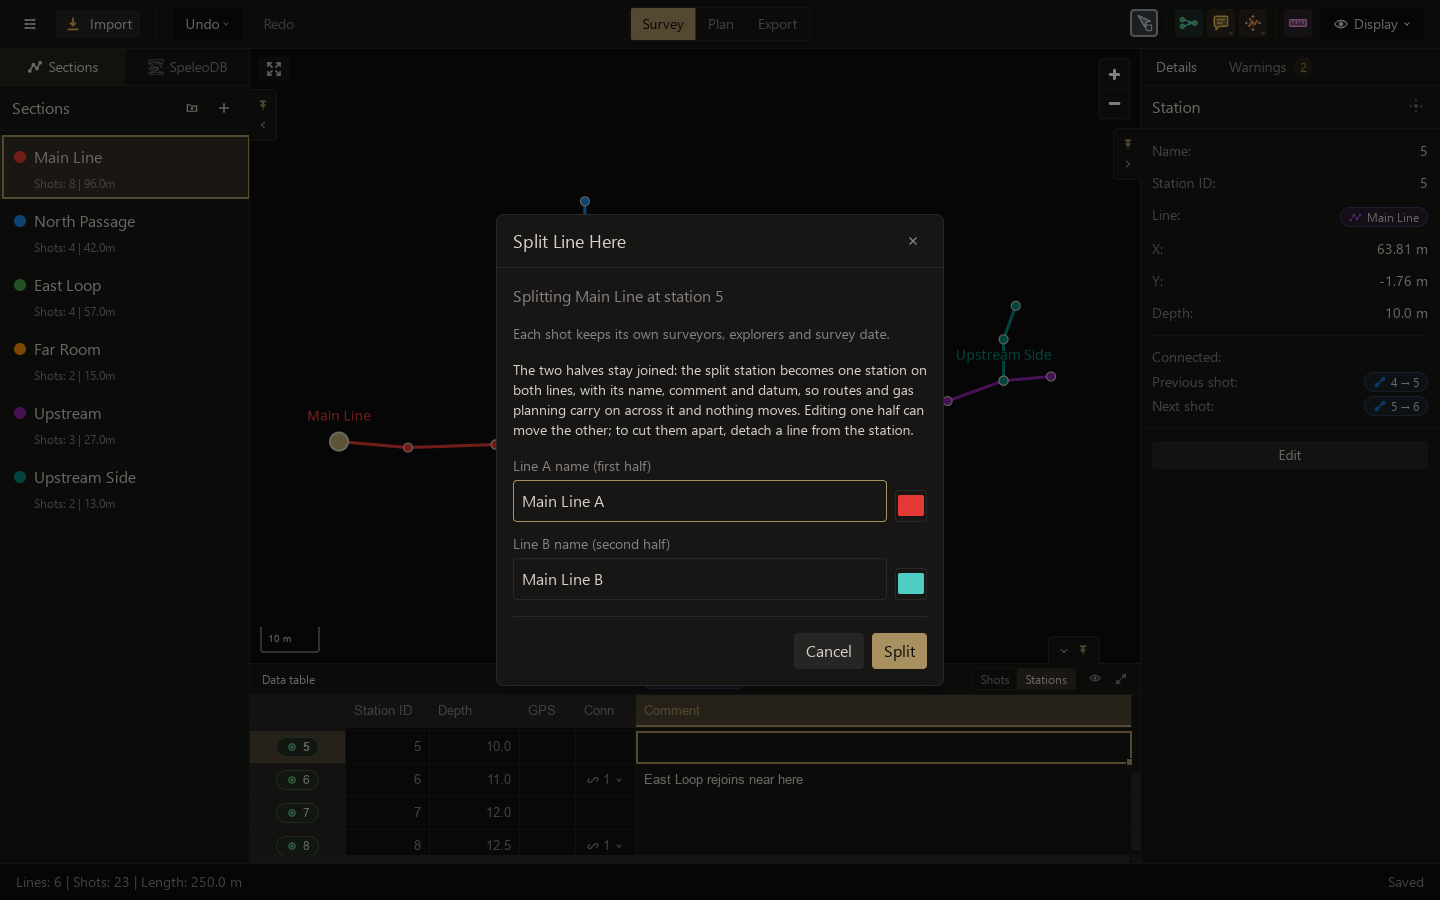 Import
Undo
Redo
Survey
Plan
Export
Display
Sections
SpeleoDB
Details
Warnings 2
Sections
Station
Main Line
Shots: 8 | 96.0m
North Passage
Shots: 4 | 42.0m
East Loop
Shots: 4 | 57.0m
Far Room
Shots: 2 | 15.0m
Upstream
Shots: 3 | 27.0m
Upstream Side
Shots: 2 | 13.0m
Main Line
Upstream Side
10 m
Split Line Here
Splitting Main Line at station 5
Each shot keeps its own surveyors, explorers and survey date.
The two halves stay joined: the split station becomes one station on
both lines, with its name, comment and datum, so routes and gas
planning carry on across it and nothing moves. Editing one half can
move the other; to cut them apart, detach a line from the station.
Line A name (first half)
Main Line A
Line B name (second half)
Main Line B
Cancel
Split
Name: 5
Station ID: 5
Line: Main Line
X: 63.81 m
Y: -1.76 m
Depth: 10.0 m
Connected:
Previous shot: 4 → 5
Next shot: 5 → 6
Edit
Data table
Shots
Stations
Station ID Depth GPS Conn Comment
5 5 10.0
6 6 11.0 1 East Loop rejoins near here
7 7 12.0
8 8 12.5 1
Lines: 6 | Shots: 23 | Length: 250.0 m
Saved